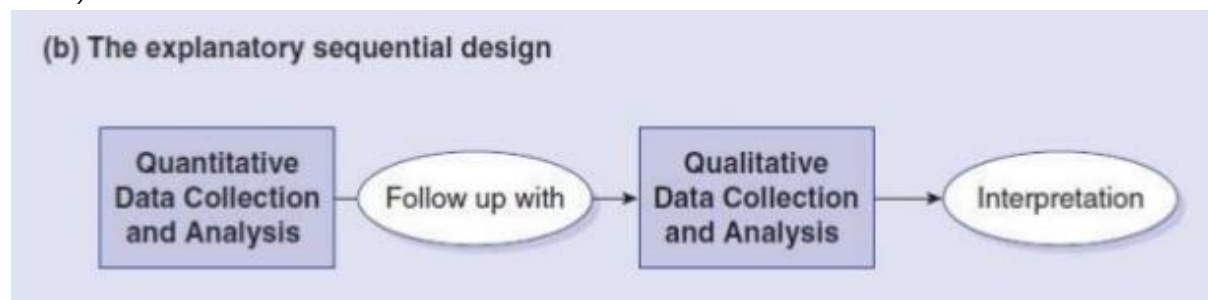 (b) The explanatory sequential design
Quantitative
Data Collection
and Analysis
Follow up with
Qualitative
Data Collection
and Analysis
Interpretation